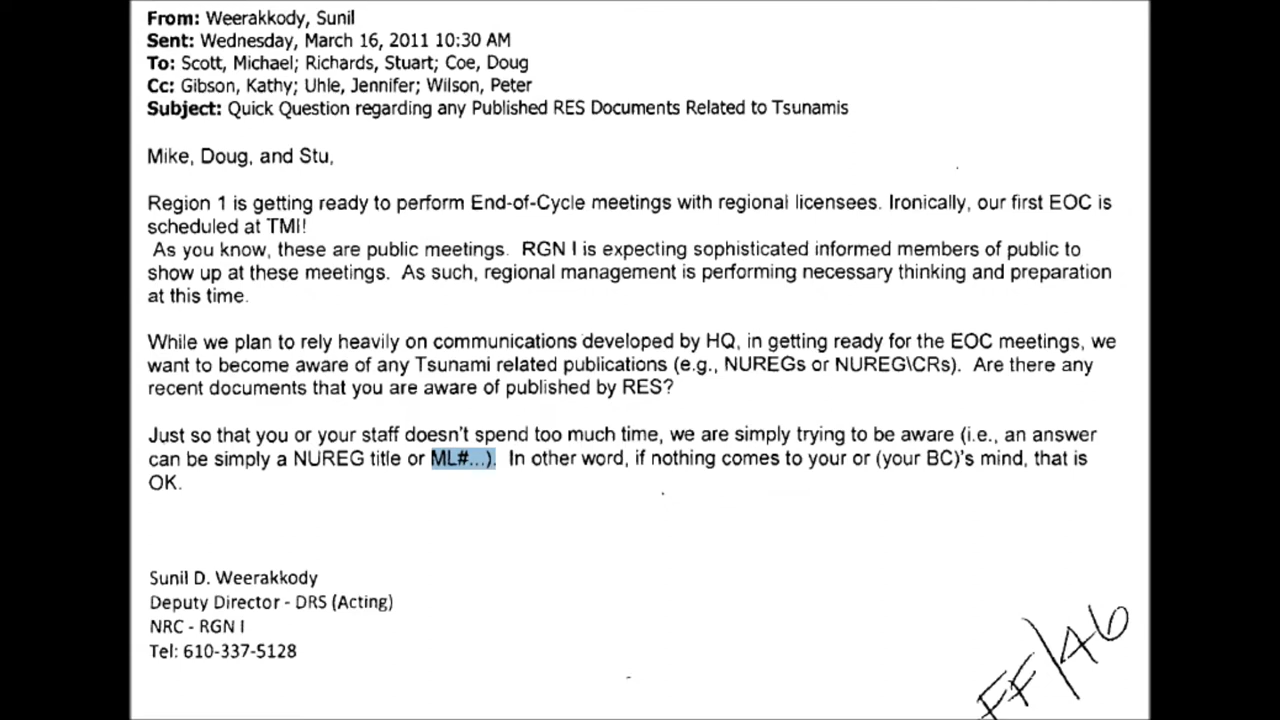 From: Weerakkody, Sunil
Sent: Wednesday, March 16, 2011 10:30 AM
To: Scott, Michael; Richards, Stuart; Coe, Doug
Cc: Gibson, Kathy; Uhle, Jennifer; Wilson, Peter
Subject: Quick Question regarding any Published RES Documents Related to Tsunamis
Mike, Doug, and Stu,
Region 1 is getting ready to perform End-of-Cycle meetings with regional licensees. Ironically, our first EOC is
scheduled at TMI!
As you know, these are public meetings. RGN I is expecting sophisticated informed members of public to
show up at these meetings. As such, regional management is performing necessary thinking and preparation
at this time.
While we plan to rely heavily on communications developed by HQ, in getting ready for the EOC meetings, we
want to become aware of any Tsunami related publications (e.g., NUREGs or NUREG\CRs). Are there any
recent documents that you are aware of published by RES?
Just so that you or your staff doesn't spend too much time, we are simply trying to be aware (i.e., an answer
can be simply a NUREG title or ML#...). In other word, if nothing comes to your or (your BC)'s mind, that is
OK.
Sunil D. Weerakkody
Deputy Director - DRS (Acting)
NRC - RGN I
Tel: 610-337-5128
FF/46